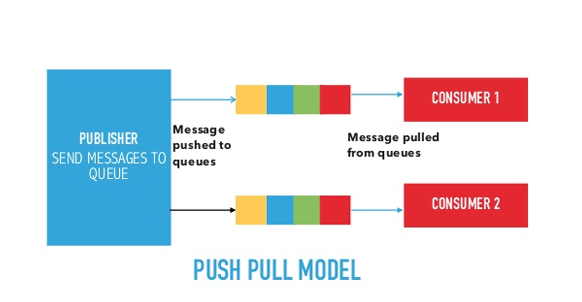 PUBLISHER
SEND MESSAGES TO
QUEUE
Message
pushed to
queues
Message pulled
from queues
CONSUMER 1
CONSUMER 2
PUSH PULL MODEL